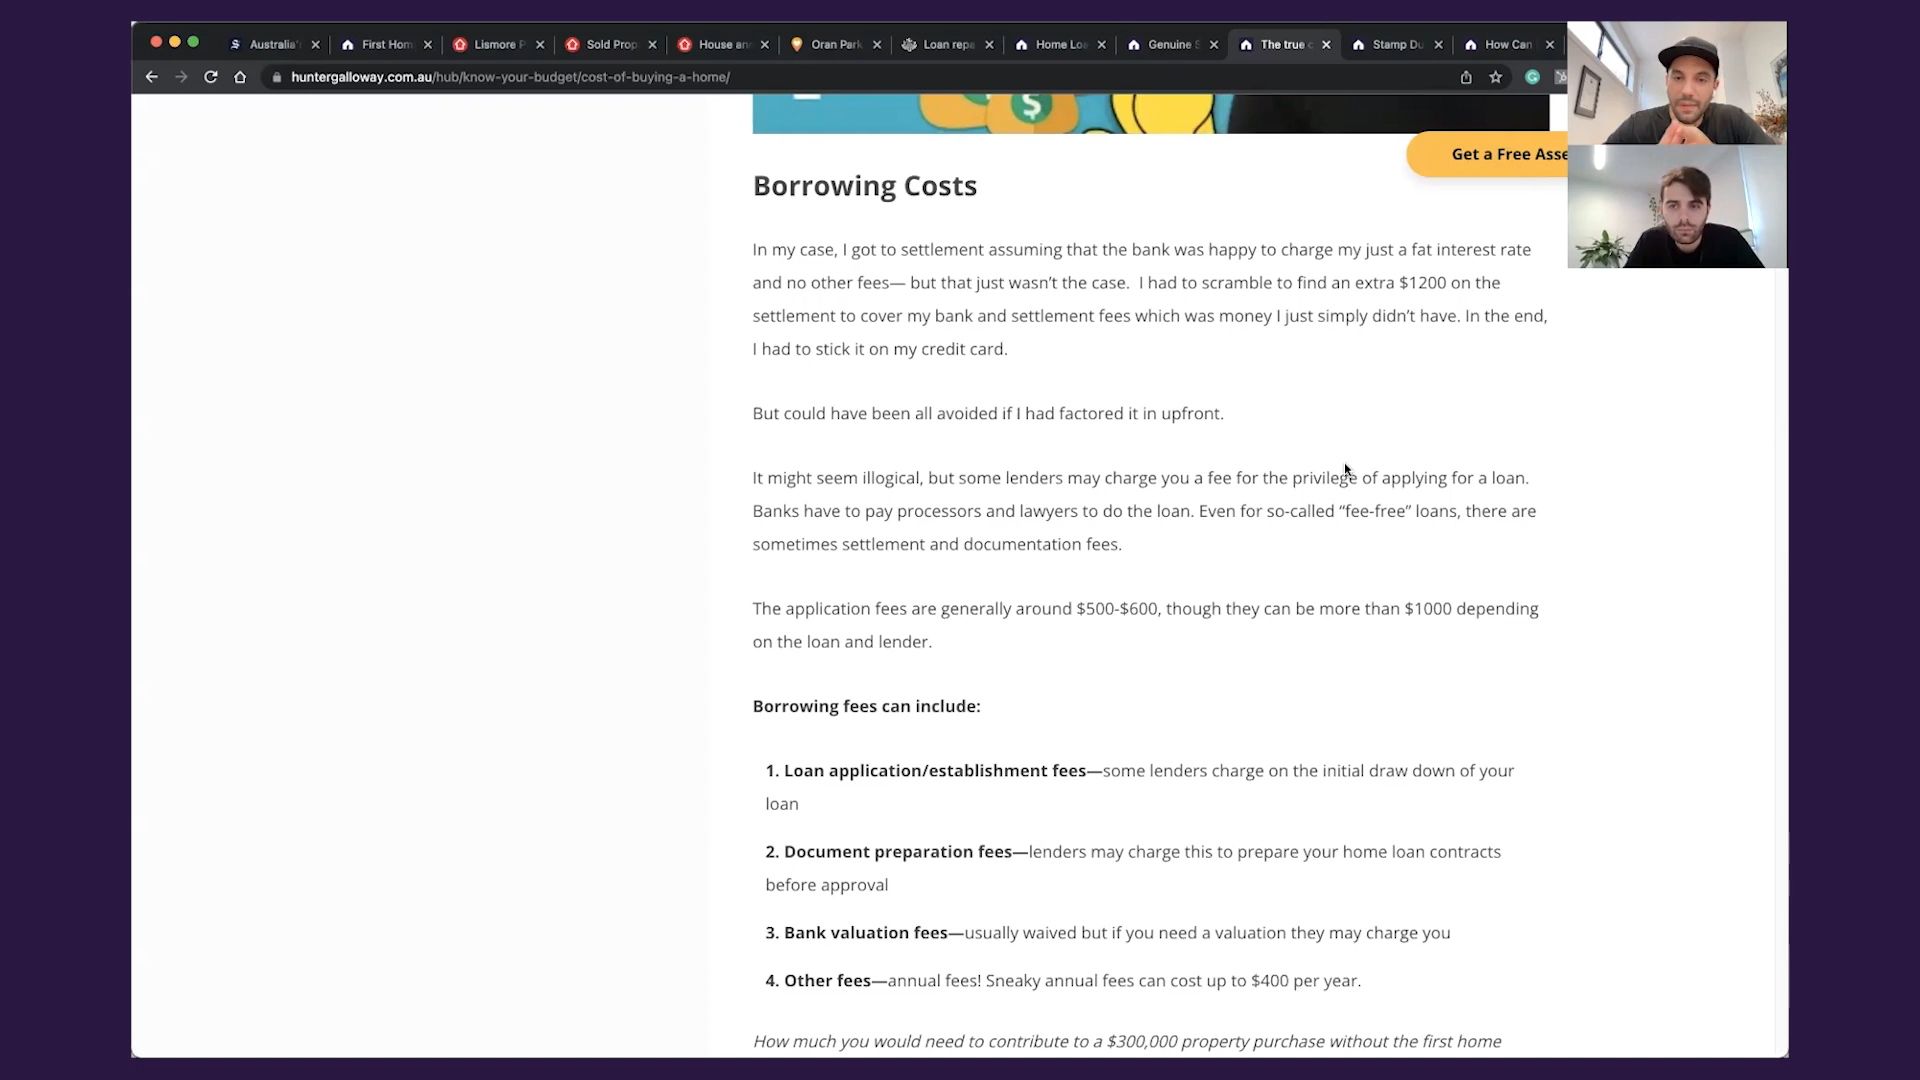 Australia'
First Hom
Lismore P
Sold Prop
House an
Oran Park
Loan repa
Home Loa
Genuine S
The true c
Stamp Du
How Can
huntergalloway.com.au/hub/know-your-budget/cost-of-buying-a-home/
Get a Free Asse
Borrowing Costs
In my case, I got to settlement assuming that the bank was happy to charge my just a fat interest rate
and no other fees— but that just wasn’t the case.  I had to scramble to find an extra $1200 on the
settlement to cover my bank and settlement fees which was money I just simply didn’t have. In the end,
I had to stick it on my credit card.
But could have been all avoided if I had factored it in upfront.
It might seem illogical, but some lenders may charge you a fee for the privilege of applying for a loan.
Banks have to pay processors and lawyers to do the loan. Even for so-called “fee-free” loans, there are
sometimes settlement and documentation fees.
The application fees are generally around $500-$600, though they can be more than $1000 depending
on the loan and lender.
Borrowing fees can include:
1. Loan application/establishment fees—some lenders charge on the initial draw down of your
loan
2. Document preparation fees—lenders may charge this to prepare your home loan contracts
before approval
3. Bank valuation fees—usually waived but if you need a valuation they may charge you
4. Other fees—annual fees! Sneaky annual fees can cost up to $400 per year.
How much you would need to contribute to a $300,000 property purchase without the first home